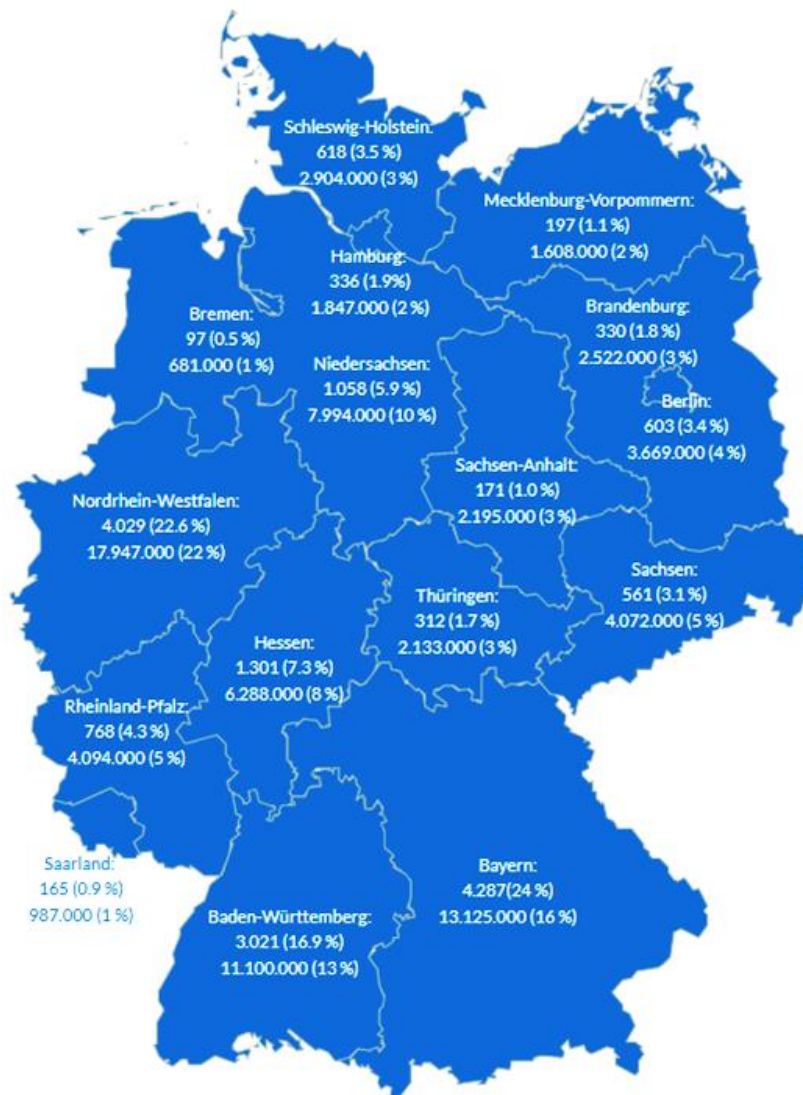 Schleswig-Holstein:
618 (3.5 %)
2.904.000 (3 %)
Mecklenburg-Vorpommern:
197 (1.1 %)
1.608.000 (2 %)
Hamburg:
336 (1.9%)
1.847.000 (2 %)
Bremen:
97 (0.5 %)
681.000 (1 %)
Brandenburg:
330 (1.8 %)
2.522.000 (3 %)
Niedersachsen:
1.058 (5.9 %)
7.994.000 (10 %)
Berlin:
603 (3.4 %)
3.669.000 (4 %)
Sachsen-Anhalt:
171 (1.0 %)
2.195.000 (3 %)
Nordrhein-Westfalen:
4.029 (22.6 %)
17.947.000 (22 %)
Sachsen:
561 (3.1 %)
4.072.000 (5 %)
Thüringen:
312 (1.7 %)
2.133.000 (3 %)
Hessen:
1.301 (7.3 %)
6.288.000 (8 %)
Rheinland-Pfalz:
768 (4.3 %)
4.094.000 (5 %)
Saarland:
165 (0.9 %)
987.000 (1 %)
Bayern:
4.287(24 %)
13.125.000 (16 %)
Baden-Württemberg:
3.021 (16.9 %)
11.100.000 (13 %)